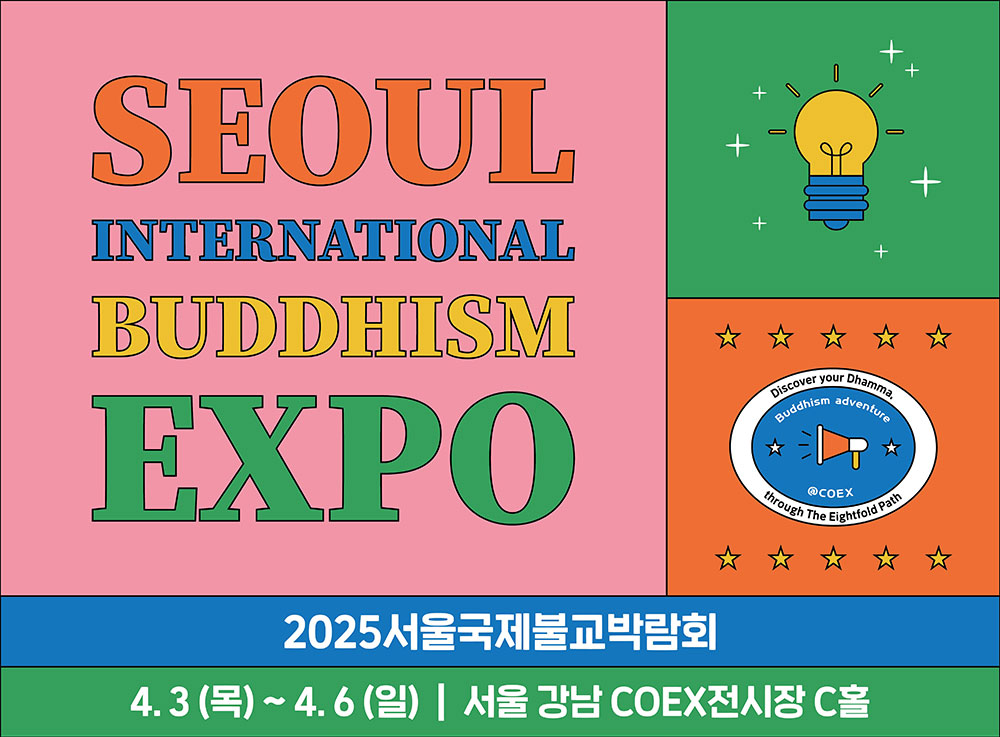 SEOUL
INTERNATIONAL
BUDDHISM
EXPO
Discover your Dhamma.
Buddhism adventure
@COEX
through The Eightfold Path
2025서울국제불교박람회
4. 3 (목) ~ 4. 6 (일) | 서울 강남 COEX전시장 C홀